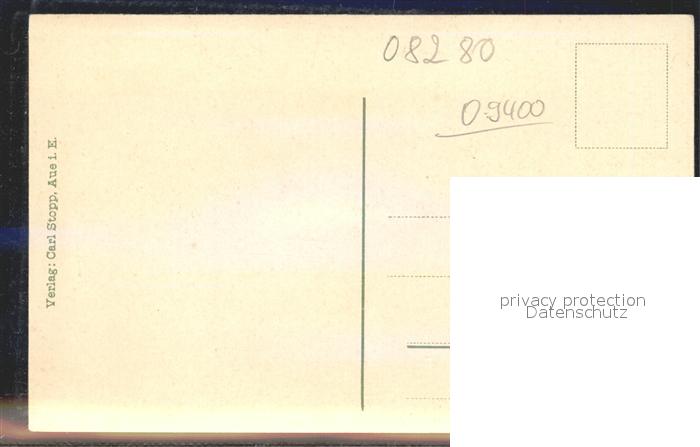 08280
O-9400
Verlag: Carl Stopp, Aue i. E.
privacy protection
Datenschutz